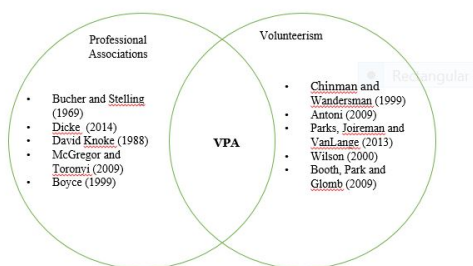 Professional
Associations
• Bucher and Stelling
(1969)
• Dicke (2014)
• David Knoke (1988)
• McGregor and
Toronyi (2009)
• Boyce (1999)
VPA
Volunteerism
• Chinman and
Wandersman (1999)
• Antoni (2009)
• Parks, Joireman and
VanLange (2013)
• Wilson (2000)
• Booth, Park and
Glomb (2009)
Rectangular